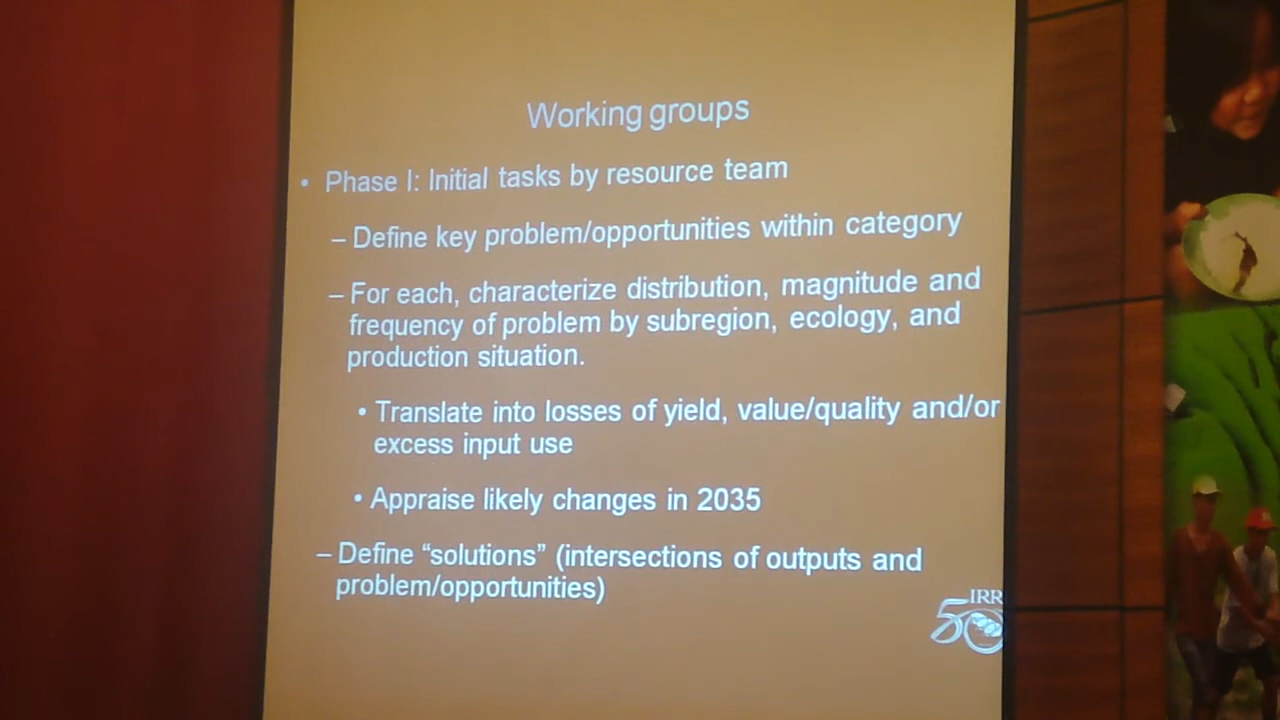 Working groups
• Phase I: Initial tasks by resource team
– Define key problem/opportunities within category
– For each, characterize distribution, magnitude and
frequency of problem by subregion, ecology, and
production situation.
• Translate into losses of yield, value/quality and/or
excess input use
• Appraise likely changes in 2035
– Define “solutions” (intersections of outputs and
problem/opportunities)
IRR
50